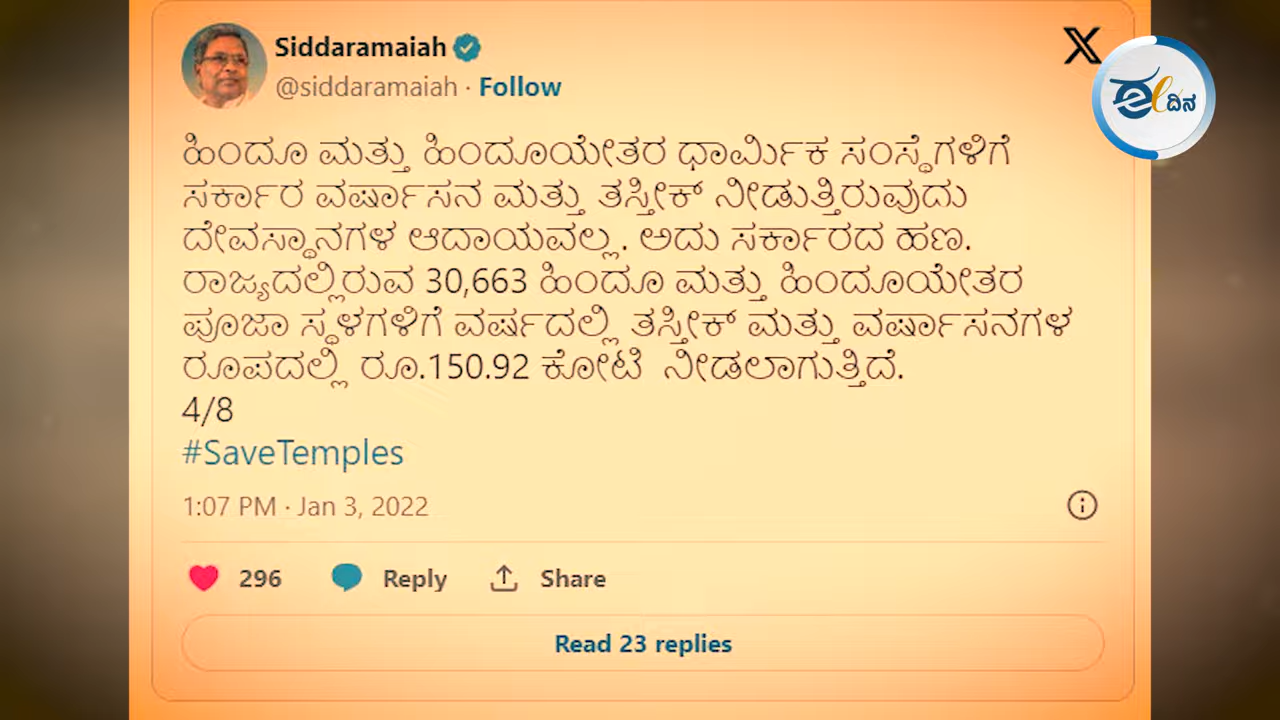 Siddaramaiah
@siddaramaiah · Follow
X
ಈ dina
ಹಿಂದೂ ಮತ್ತು ಹಿಂದೂಯೇತರ ಧಾರ್ಮಿಕ ಸಂಸ್ಥೆಗಳಿಗೆ
ಸರ್ಕಾರ ವರ್ಷಾಸನ ಮತ್ತು ತಸ್ತೀಕ್ ನೀಡುತ್ತಿರುವುದು
ದೇವಸ್ಥಾನಗಳ ಆದಾಯವಲ್ಲ. ಅದು ಸರ್ಕಾರದ ಹಣ.
ರಾಜ್ಯದಲ್ಲಿರುವ 30,663 ಹಿಂದೂ ಮತ್ತು ಹಿಂದೂಯೇತರ
ಪೂಜಾ ಸ್ಥಳಗಳಿಗೆ ವರ್ಷದಲ್ಲಿ ತಸ್ತೀಕ್ ಮತ್ತು ವರ್ಷಾಸನಗಳ
ರೂಪದಲ್ಲಿ ರೂ.150.92 ಕೋಟಿ ನೀಡಲಾಗುತ್ತಿದೆ.
4/8
#SaveTemples
1:07 PM · Jan 3, 2022
296 Reply Share
Read 23 replies